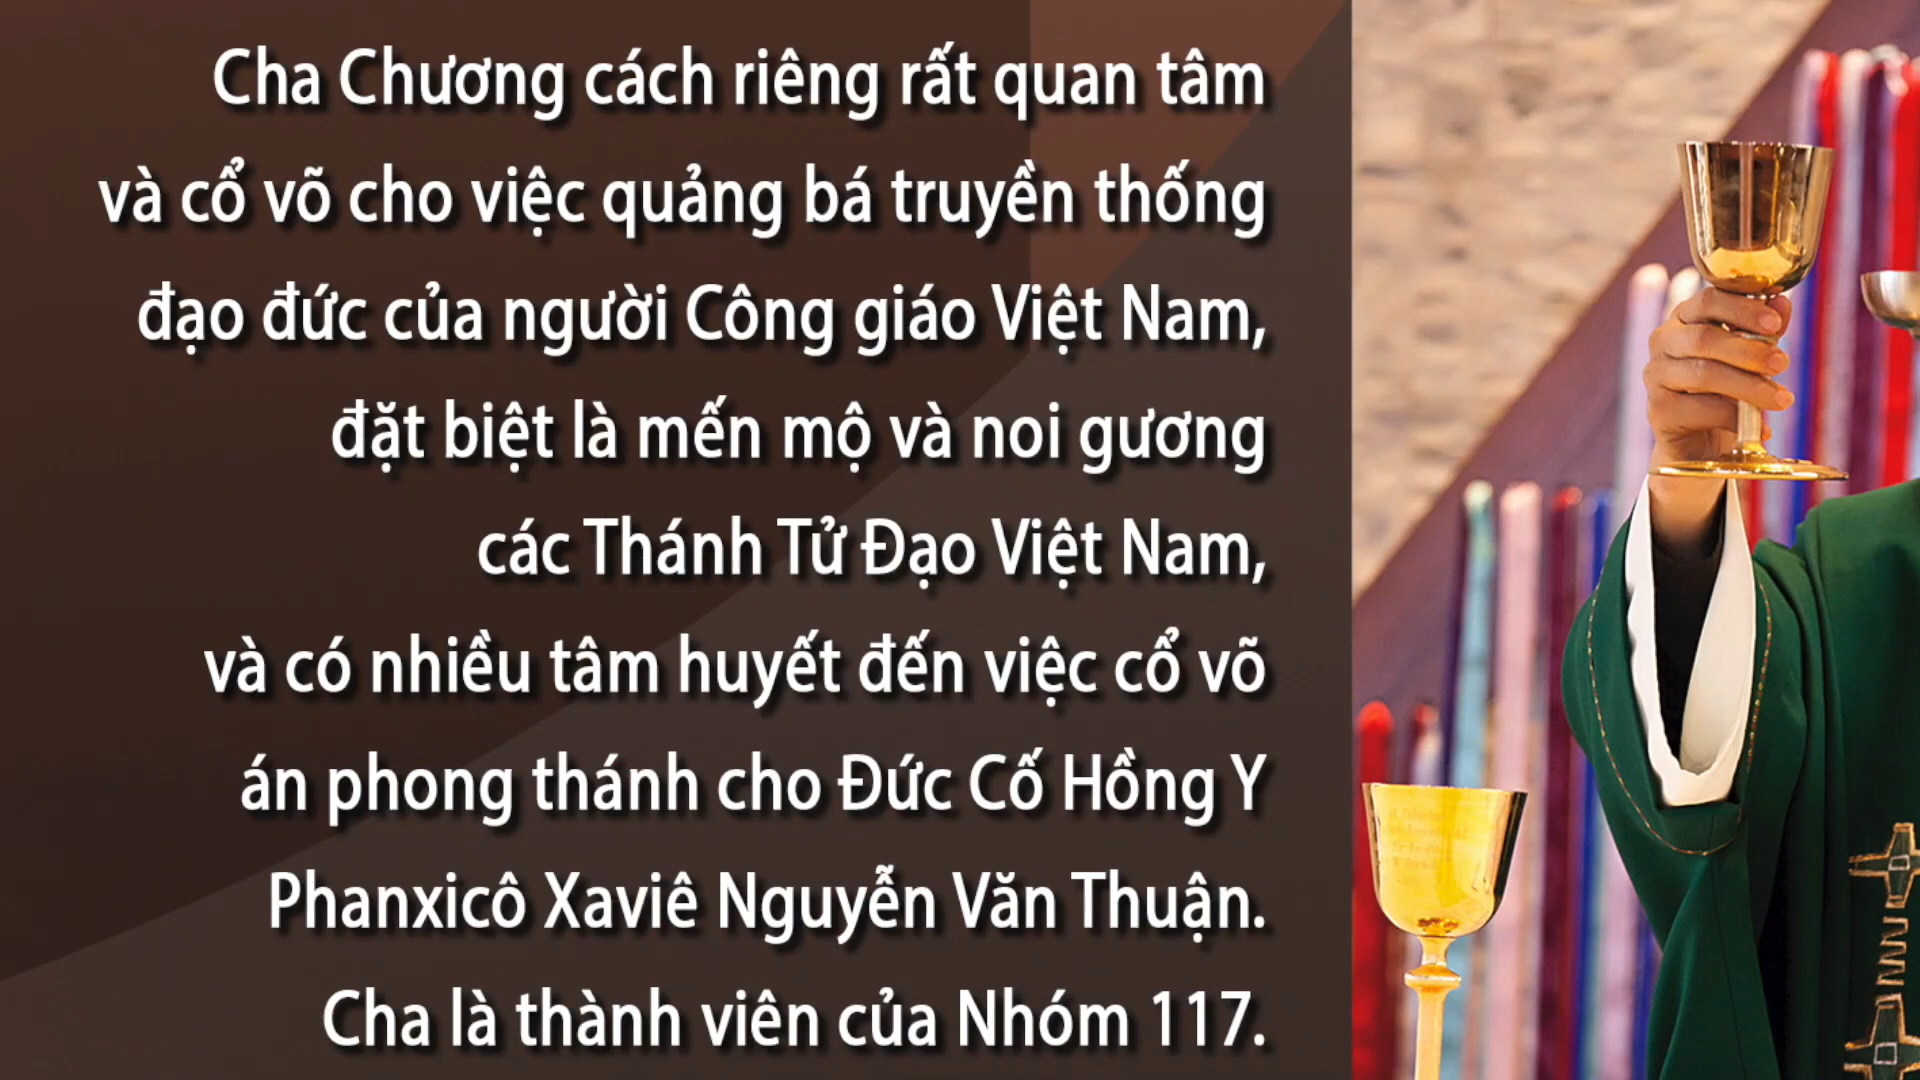 Cha Chương cách riêng rất quan tâm
và cổ võ cho việc quảng bá truyền thống
đạo đức của người Công giáo Việt Nam,
đặt biệt là mến mộ và noi gương
các Thánh Tử Đạo Việt Nam,
và có nhiều tâm huyết đến việc cổ võ
án phong thánh cho Đức Cố Hồng Y
Phanxicô Xaviê Nguyễn Văn Thuận.
Cha là thành viên của Nhóm 117.